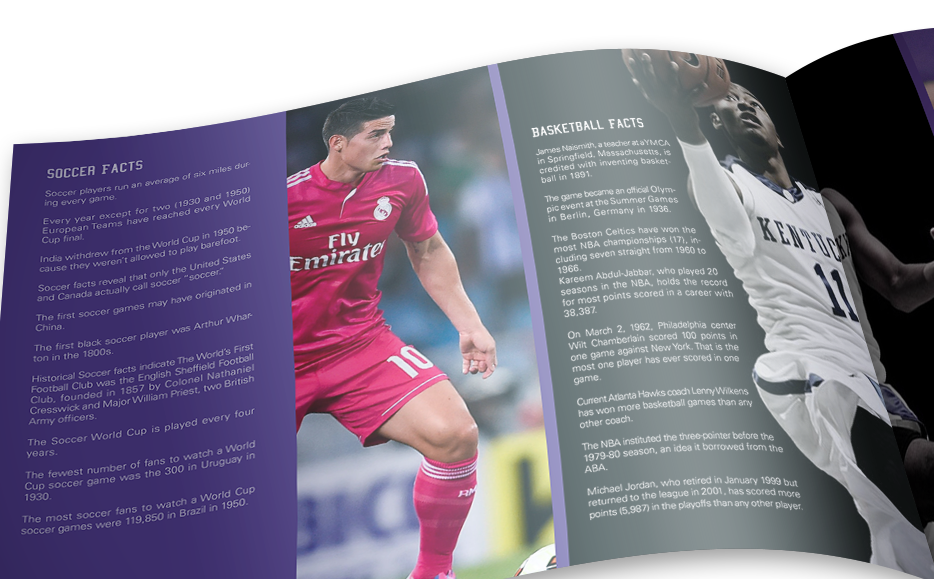 SOCCER FACTS
Soccer players run an average of six miles dur-
ing every game.
Every year except for two (1930 and 1950)
European Teams have reached every World
Cup final.
India withdrew from the World Cup in 1950 be-
cause they weren't allowed to play barefoot.
Soccer facts reveal that only the United States
and Canada actually call soccer “soccer.”
The first soccer games may have originated in
China.
The first black soccer player was Arthur Whar-
ton in the 1800s.
Historical Soccer facts indicate The World's First
Football Club was the English Sheffield Football
Club, founded in 1857 by Colonel Nathaniel
Cresswick and Major William Priest, two British
Army officers.
The Soccer World Cup is played every four
years.
The fewest number of fans to watch a World
Cup soccer game was the 300 in Uruguay in
1930.
The most soccer fans to watch a World Cup
soccer games were 119,850 in Brazil in 1950.
adidas
Fly
Emirates
10
BASKETBALL FACTS
James Naismith, a teacher at a YMCA
in Springfield, Massachusetts, is
credited with inventing basket-
ball in 1891.
The game became an official Olym-
pic event at the Summer Games
in Berlin, Germany in 1936.
The Boston Celtics have won the
most NBA championships (17), in-
cluding seven straight from 1960 to
1966.
Kareem Abdul-Jabbar, who played 20
seasons in the NBA, holds the record
for most points scored in a career with
38,387.
On March 2, 1962, Philadelphia center
Wilt Chamberlain scored 100 points in
one game against New York. That is the
most one player has ever scored in one
game.
Current Atlanta Hawks coach Lenny Wilkens
has won more basketball games than any
other coach.
The NBA instituted the three-pointer before the
1979-80 season, an idea it borrowed from the
ABA.
Michael Jordan, who retired in January 1999 but
returned to the league in 2001, has scored more
points (5,987) in the playoffs than any other player.
KENTUCK
11